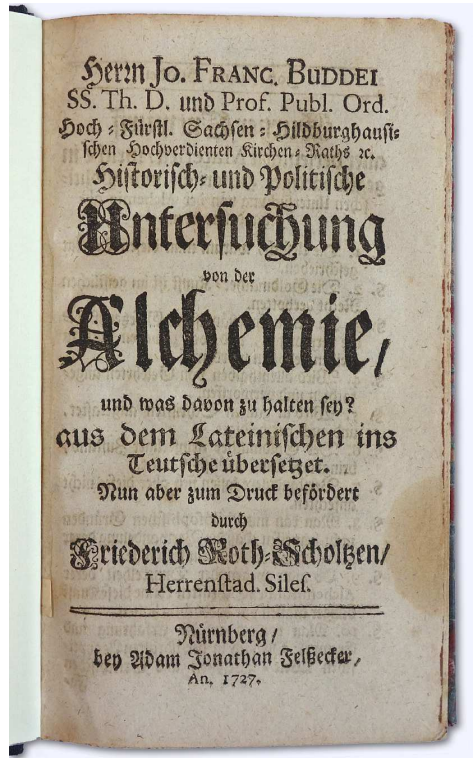 Herrn Jo. Franc. Buddei
SS. Th. D. und Prof. Publ. Ord.
Hoch-Fürstl. Sachsen-Hildburghausi-
schen Hochverdienten Kirchen-Raths ꝛc.
Historisch- und Politische
Untersuchung
von der
Alchemie,
und was davon zu halten sey?
aus dem Lateinischen ins
Teutsche übersetzet.
Nun aber zum Druck befördert
durch
Friederich Roth-Scholtzen/
Herrenstad. Siles.
Nürnberg/
bey Adam Jonathan Felßecker,
An. 1727.